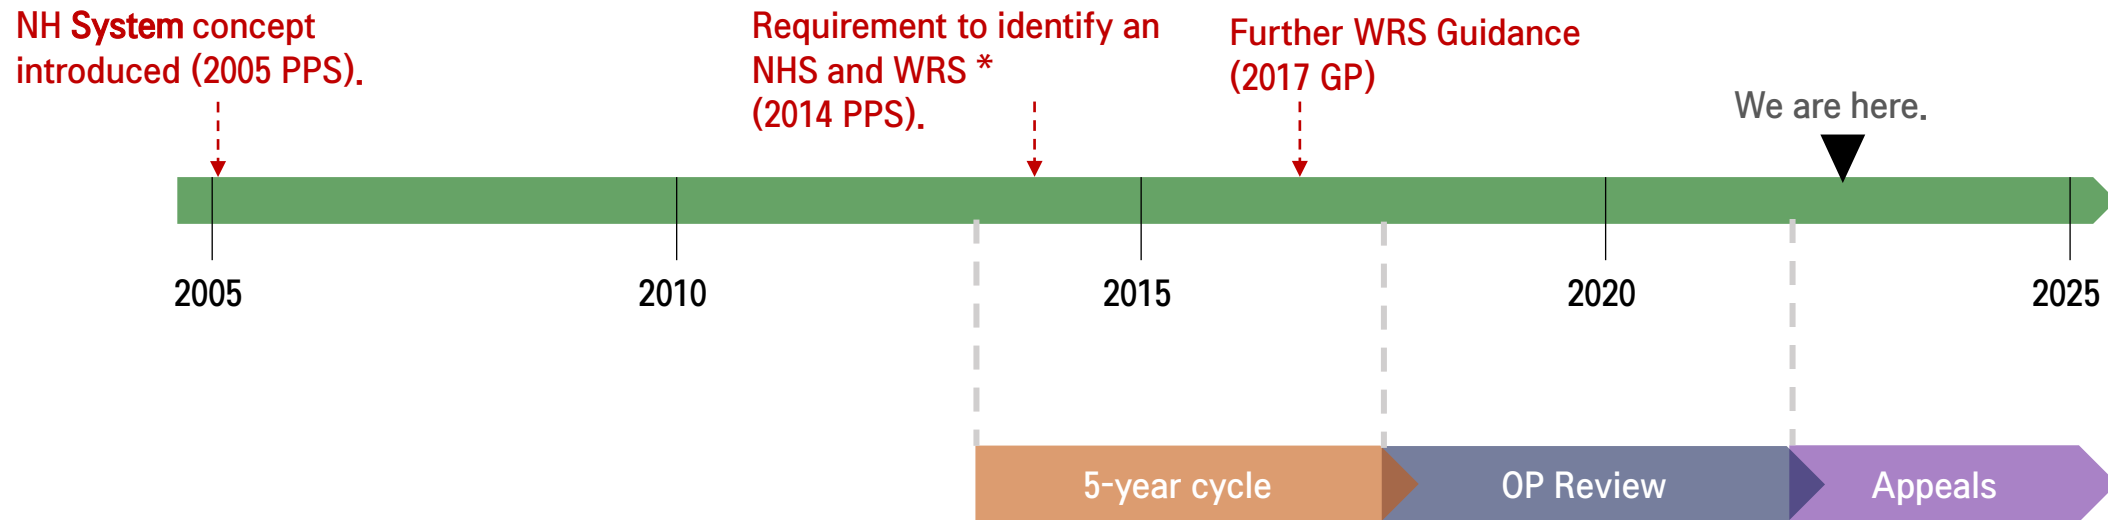 NH System concept
introduced (2005 PPS).
Requirement to identify an
NHS and WRS *
(2014 PPS).
Further WRS Guidance
(2017 GP)
We are here.
2005
2010
2015
2020
2025
5-year cycle
OP Review
Appeals